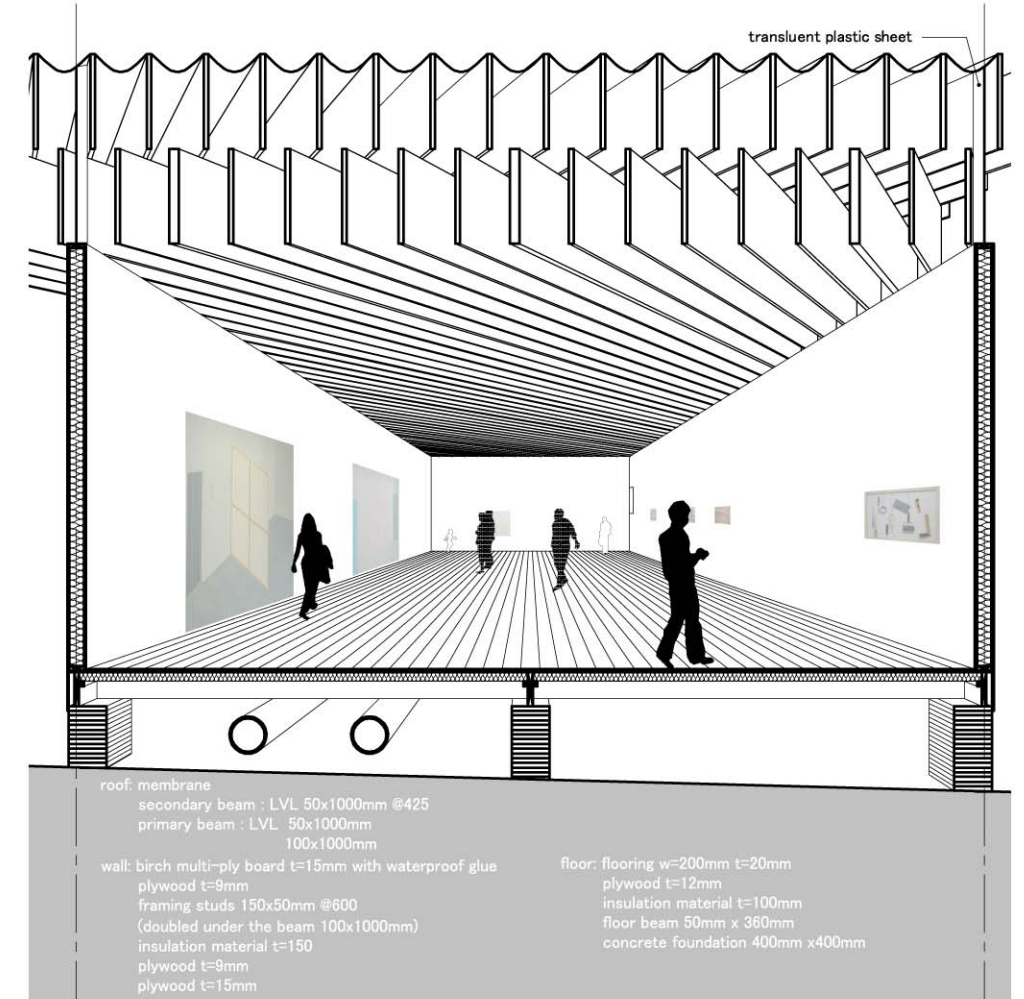 transluent plastic sheet
roof: membrane
secondary beam : LVL 50x1000mm @425
primary beam : LVL 50x1000mm
100x1000mm
wall: birch multi-ply board t=15mm with waterproof glue
plywood t=9mm
framing studs 150x50mm @600
(doubled under the beam 100x1000mm)
insulation material t=150
plywood t=9mm
plywood t=15mm
floor: flooring w=200mm t=20mm
plywood t=12mm
insulation material t=100mm
floor beam 50mm x 360mm
concrete foundation 400mm x400mm